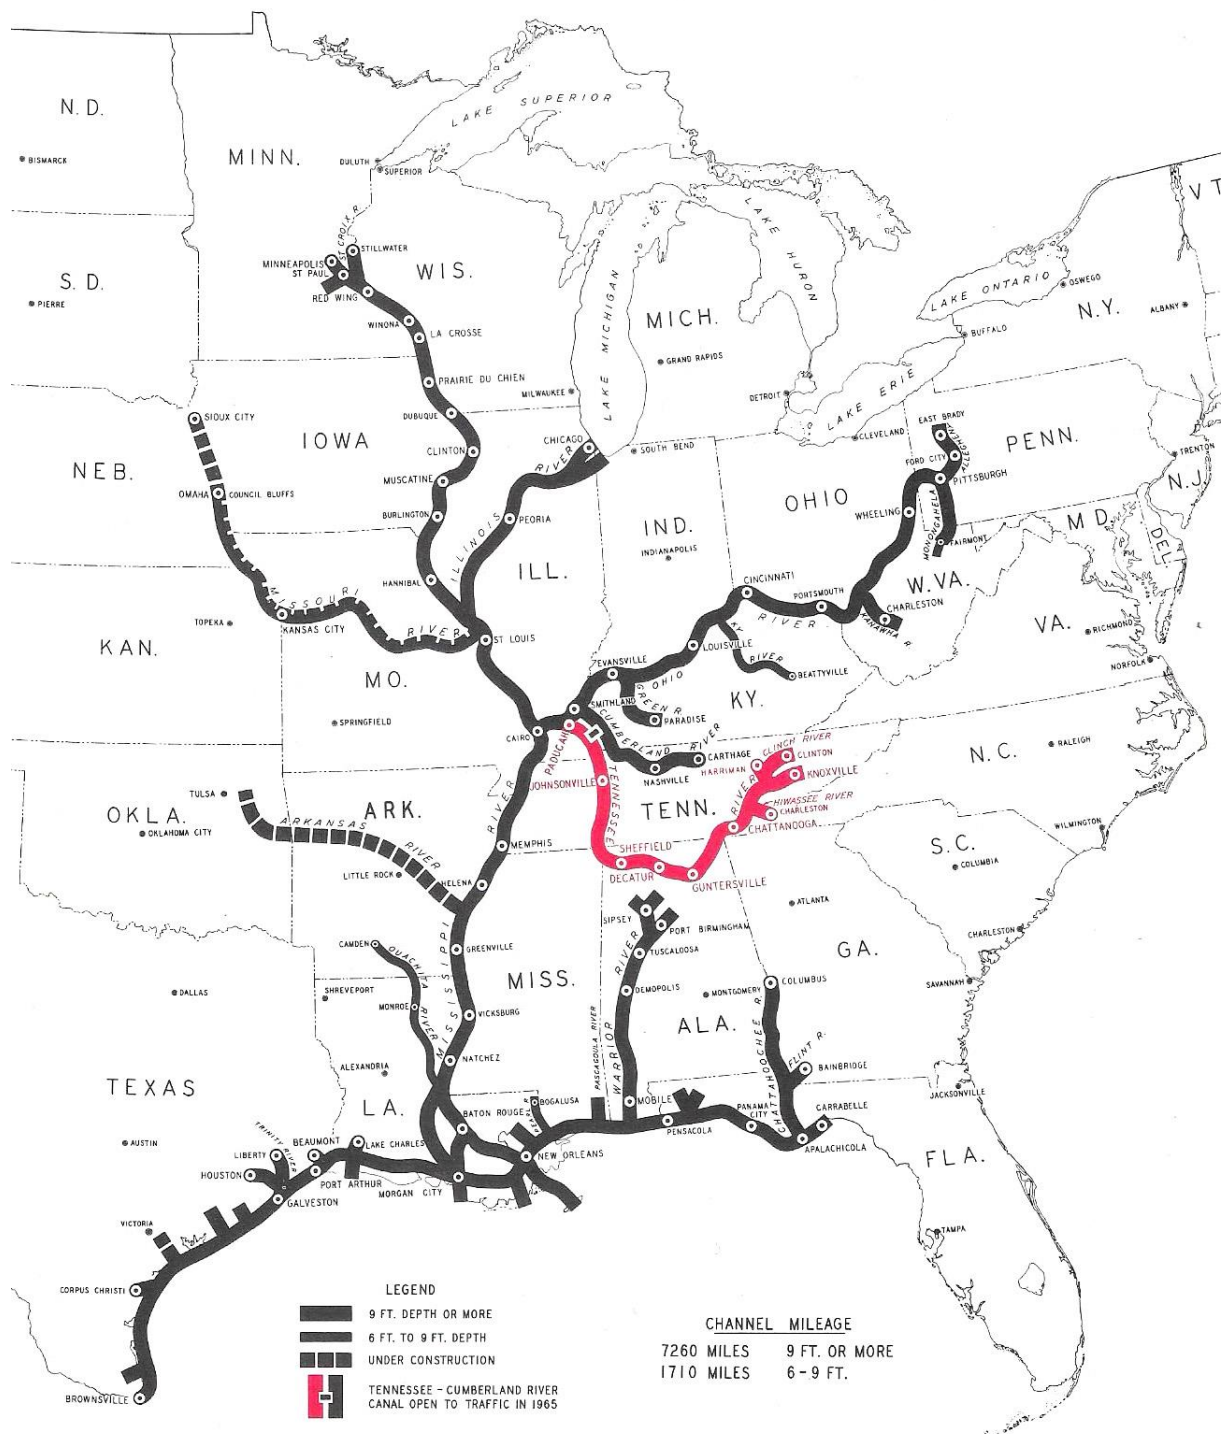 N.D.
BISMARCK
MINN.
DULUTH
SUPERIOR
LAKE SUPERIOR
S.D.
PIERRE
ST CROIX R.
STILLWATER
MINNEAPOLIS
ST PAUL
RED WING
WIS.
WINONA
LA CROSSE
PRAIRIE DU CHIEN
MILWAUKEE
LAKE MICHIGAN
LAKE HURON
MICH.
GRAND RAPIDS
DETROIT
LAKE ERIE
LAKE ONTARIO
OSWEGO
BUFFALO
N.Y.
ALBANY
VT
SIOUX CITY
IOWA
DUBUQUE
CLINTON
MUSCATINE
BURLINGTON
NEB.
OMAHA
COUNCIL BLUFFS
CHICAGO
SOUTH BEND
ILLINOIS RIVER
PEORIA
ILL.
IND.
INDIANAPOLIS
OHIO
CLEVELAND
EAST BRADY
FORD CITY
ALLEGHENY
PITTSBURGH
PENN.
TRENTON
N.J.
WHEELING
MONONGAHELA
FAIRMONT
MD.
DEL.
W.VA.
CHARLESTON
KANAWHA R.
VA.
RICHMOND
NORFOLK
HANNIBAL
MISSOURI RIVER
KANSAS CITY
TOPEKA
KAN.
ST LOUIS
MO.
SPRINGFIELD
CINCINNATI
PORTSMOUTH
OHIO RIVER
LOUISVILLE
KY RIVER
BEATTYVILLE
EVANSVILLE
GREEN R.
PARADISE
KY.
SMITHLAND
CAIRO
PADUCAH
CUMBERLAND RIVER
NASHVILLE
CARTHAGE
JOHNSONVILLE
TENNESSEE RIVER
TENN.
HARRIMAN
CLINCH RIVER
CLINTON
KNOXVILLE
HIWASSEE RIVER
CHARLESTON
CHATTANOOGA
SHEFFIELD
DECATUR
GUNTERSVILLE
N.C.
RALEIGH
WILMINGTON
S.C.
COLUMBIA
CHARLESTON
SAVANNAH
TULSA
OKLA.
OKLAHOMA CITY
ARKANSAS RIVER
ARK.
LITTLE ROCK
MEMPHIS
HELENA
MISSISSIPPI RIVER
GREENVILLE
CAMDEN
OUACHITA RIVER
MONROE
SHREVEPORT
VICKSBURG
NATCHEZ
MISS.
ALEXANDRIA
LA.
DALLAS
TEXAS
AUSTIN
SIPSEY
PORT BIRMINGHAM
TUSCALOOSA
DEMOPOLIS
WARRIOR RIVER
PASCAGOULA RIVER
MONTGOMERY
ALA.
ATLANTA
GA.
COLUMBUS
CHATTAHOOCHEE R.
FLINT R.
BAINBRIDGE
JACKSONVILLE
CARRABELLE
APALACHICOLA
PANAMA CITY
PENSACOLA
MOBILE
BOGALUSA
PEARL R.
BATON ROUGE
NEW ORLEANS
MORGAN CITY
LAKE CHARLES
BEAUMONT
PORT ARTHUR
TRINITY RIVER
LIBERTY
HOUSTON
GALVESTON
VICTORIA
CORPUS CHRISTI
BROWNSVILLE
FLA.
TAMPA
LEGEND
9 FT. DEPTH OR MORE
6 FT. TO 9 FT. DEPTH
UNDER CONSTRUCTION
TENNESSEE - CUMBERLAND RIVER
CANAL OPEN TO TRAFFIC IN 1965
CHANNEL MILEAGE
7260 MILES 9 FT. OR MORE
1710 MILES 6-9 FT.